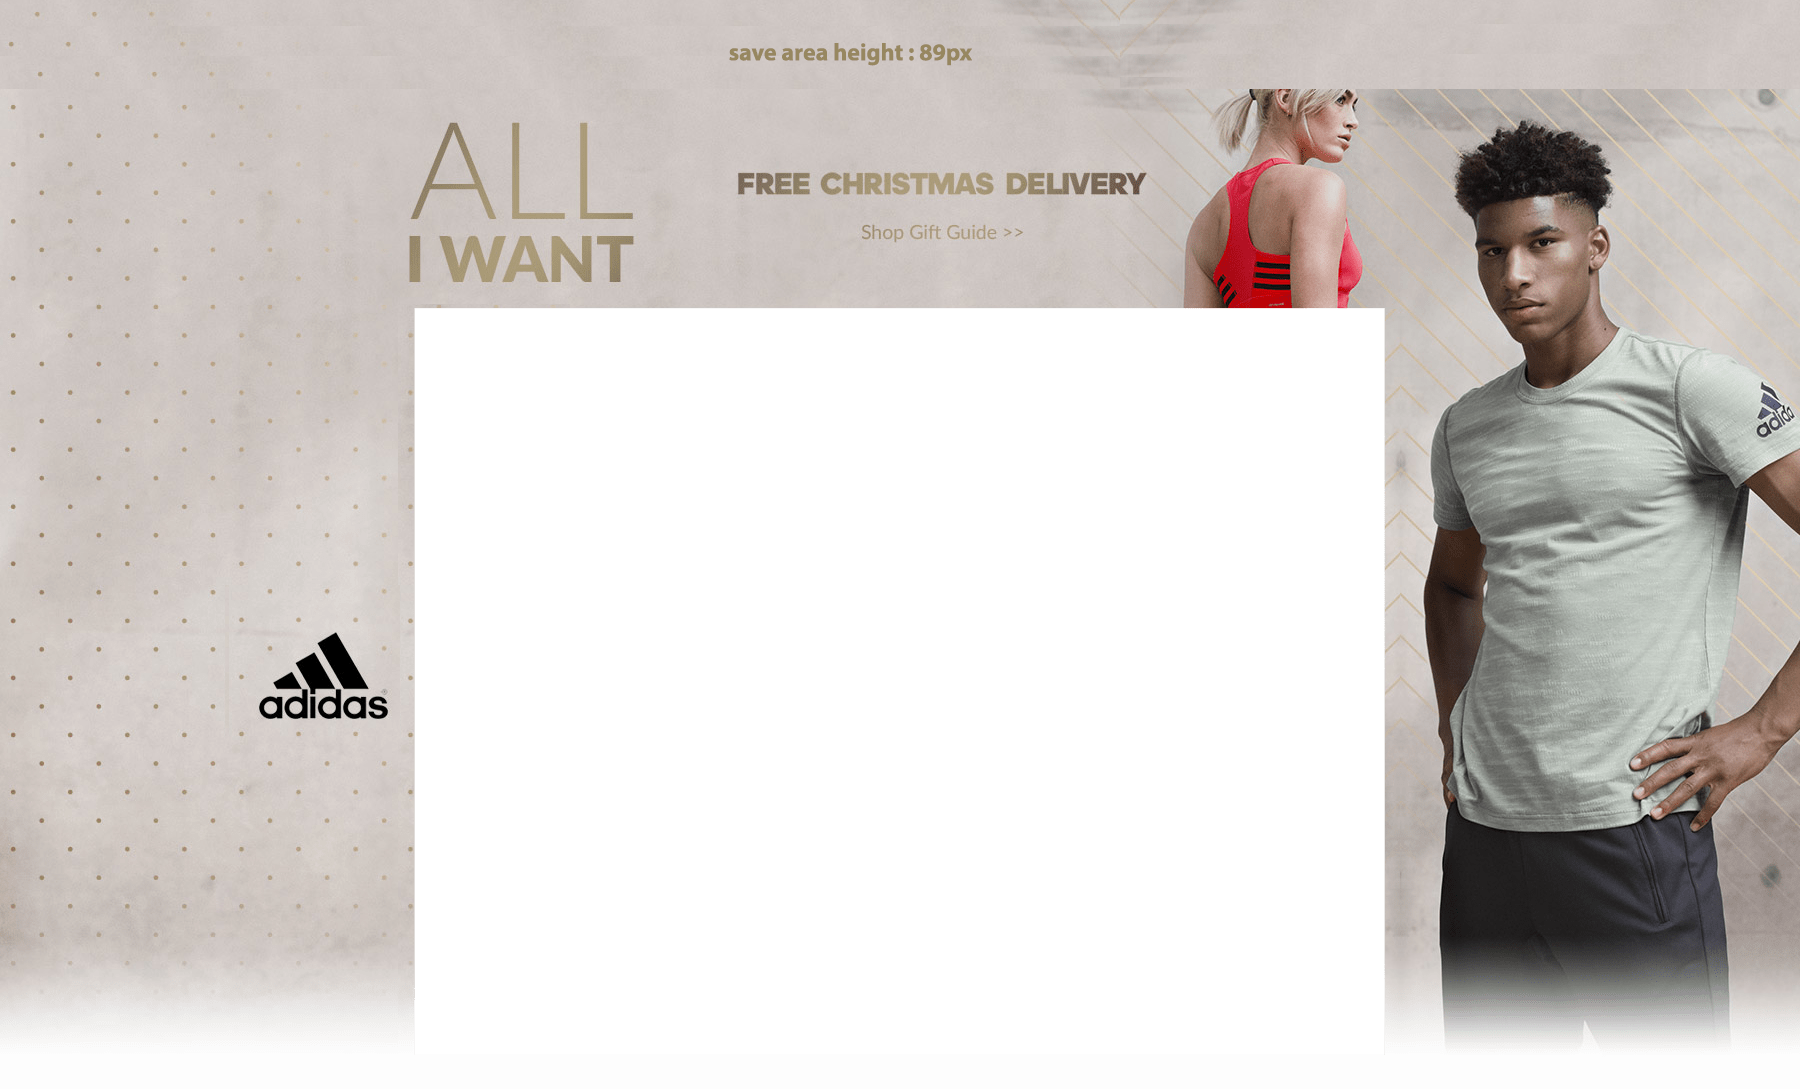 save area height : 89px
ALL
I WANT
FREE CHRISTMAS DELIVERY
Shop Gift Guide >>
adidas
adidas®